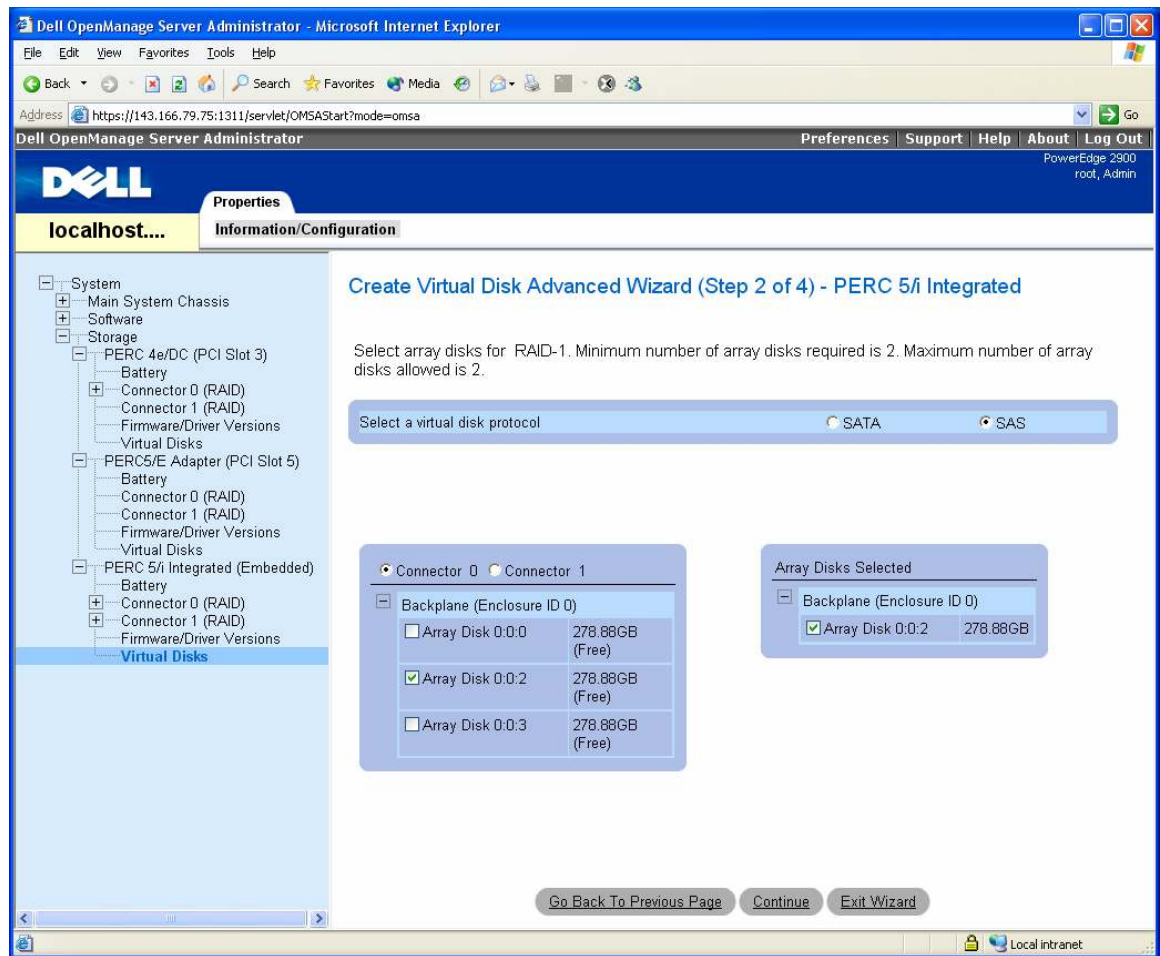 Dell OpenManage Server Administrator - Microsoft Internet Explorer
File Edit View Favorites Tools Help
Back Search Favorites Media
Address https://143.166.79.75:1311/servlet/OMSAStart?mode=omsa Go
Dell OpenManage Server Administrator Preferences | Support | Help | About | Log Out
PowerEdge 2900
root, Admin
DELL
Properties
localhost....
Information/Configuration
System
Main System Chassis
Software
Storage
PERC 4e/DC (PCI Slot 3)
Battery
Connector 0 (RAID)
Connector 1 (RAID)
Firmware/Driver Versions
Virtual Disks
PERC5/E Adapter (PCI Slot 5)
Battery
Connector 0 (RAID)
Connector 1 (RAID)
Firmware/Driver Versions
Virtual Disks
PERC 5/i Integrated (Embedded)
Battery
Connector 0 (RAID)
Connector 1 (RAID)
Firmware/Driver Versions
Virtual Disks
Create Virtual Disk Advanced Wizard (Step 2 of 4) - PERC 5/i Integrated
Select array disks for RAID-1. Minimum number of array disks required is 2. Maximum number of array
disks allowed is 2.
Select a virtual disk protocol SATA SAS
Connector 0 Connector 1
Backplane (Enclosure ID 0)
Array Disk 0:0:0 278.88GB
(Free)
Array Disk 0:0:2 278.88GB
(Free)
Array Disk 0:0:3 278.88GB
(Free)
Array Disks Selected
Backplane (Enclosure ID 0)
Array Disk 0:0:2 278.88GB
Go Back To Previous Page Continue Exit Wizard
Local intranet